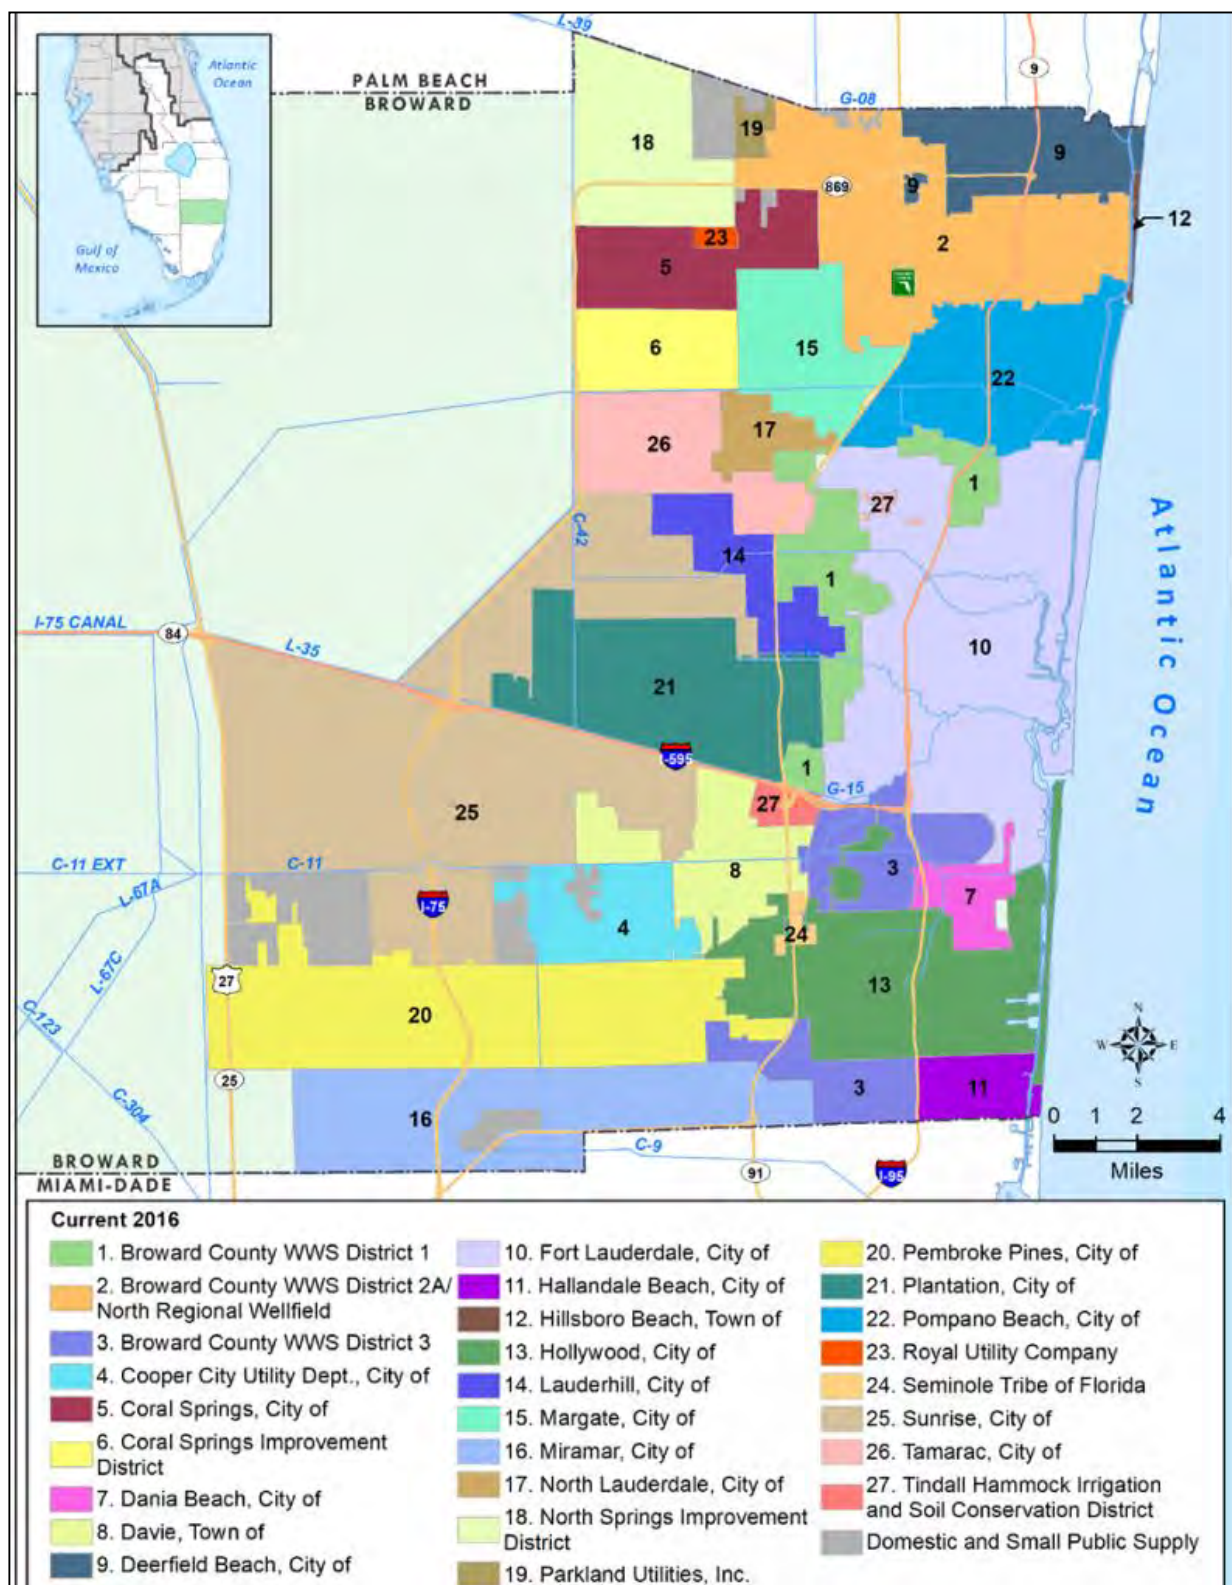 L-39
Atlantic
Ocean
Gulf of
Mexico
PALM BEACH
BROWARD
9
G-08
18
19
9
869
9
12
23
2
5
6
15
22
26
17
1
27
C-42
14
1
I-75 CANAL
84
L-35
10
21
Atlantic Ocean
I-595
1
27
G-15
25
C-11 EXT
C-11
8
3
L-67A
I-75
7
4
24
L-67C
27
13
C-123
20
N
W
E
S
25
C-304
3
11
16
0 1 2 4
Miles
C-9
BROWARD
MIAMI-DADE
91
I-95
Current 2016
1. Broward County WWS District 1
2. Broward County WWS District 2A/
North Regional Wellfield
3. Broward County WWS District 3
4. Cooper City Utility Dept., City of
5. Coral Springs, City of
6. Coral Springs Improvement
District
7. Dania Beach, City of
8. Davie, Town of
9. Deerfield Beach, City of
10. Fort Lauderdale, City of
11. Hallandale Beach, City of
12. Hillsboro Beach, Town of
13. Hollywood, City of
14. Lauderhill, City of
15. Margate, City of
16. Miramar, City of
17. North Lauderdale, City of
18. North Springs Improvement
District
19. Parkland Utilities, Inc.
20. Pembroke Pines, City of
21. Plantation, City of
22. Pompano Beach, City of
23. Royal Utility Company
24. Seminole Tribe of Florida
25. Sunrise, City of
26. Tamarac, City of
27. Tindall Hammock Irrigation
and Soil Conservation District
Domestic and Small Public Supply